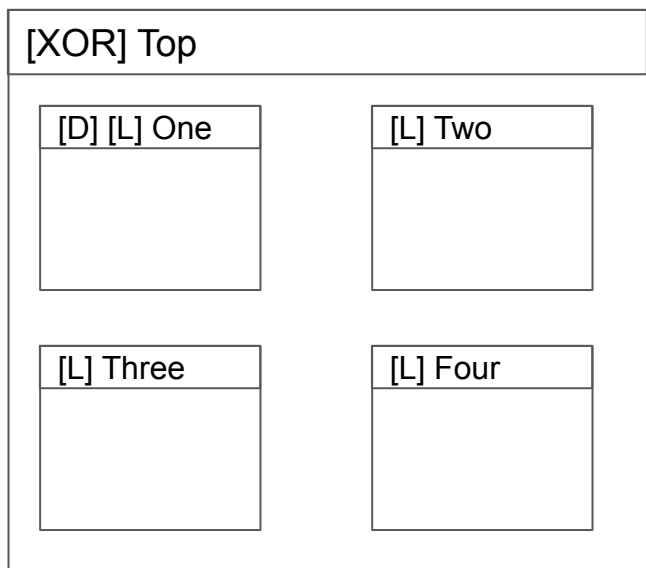 [XOR] Top
[D] [L] One
[L] Two
[L] Three
[L] Four